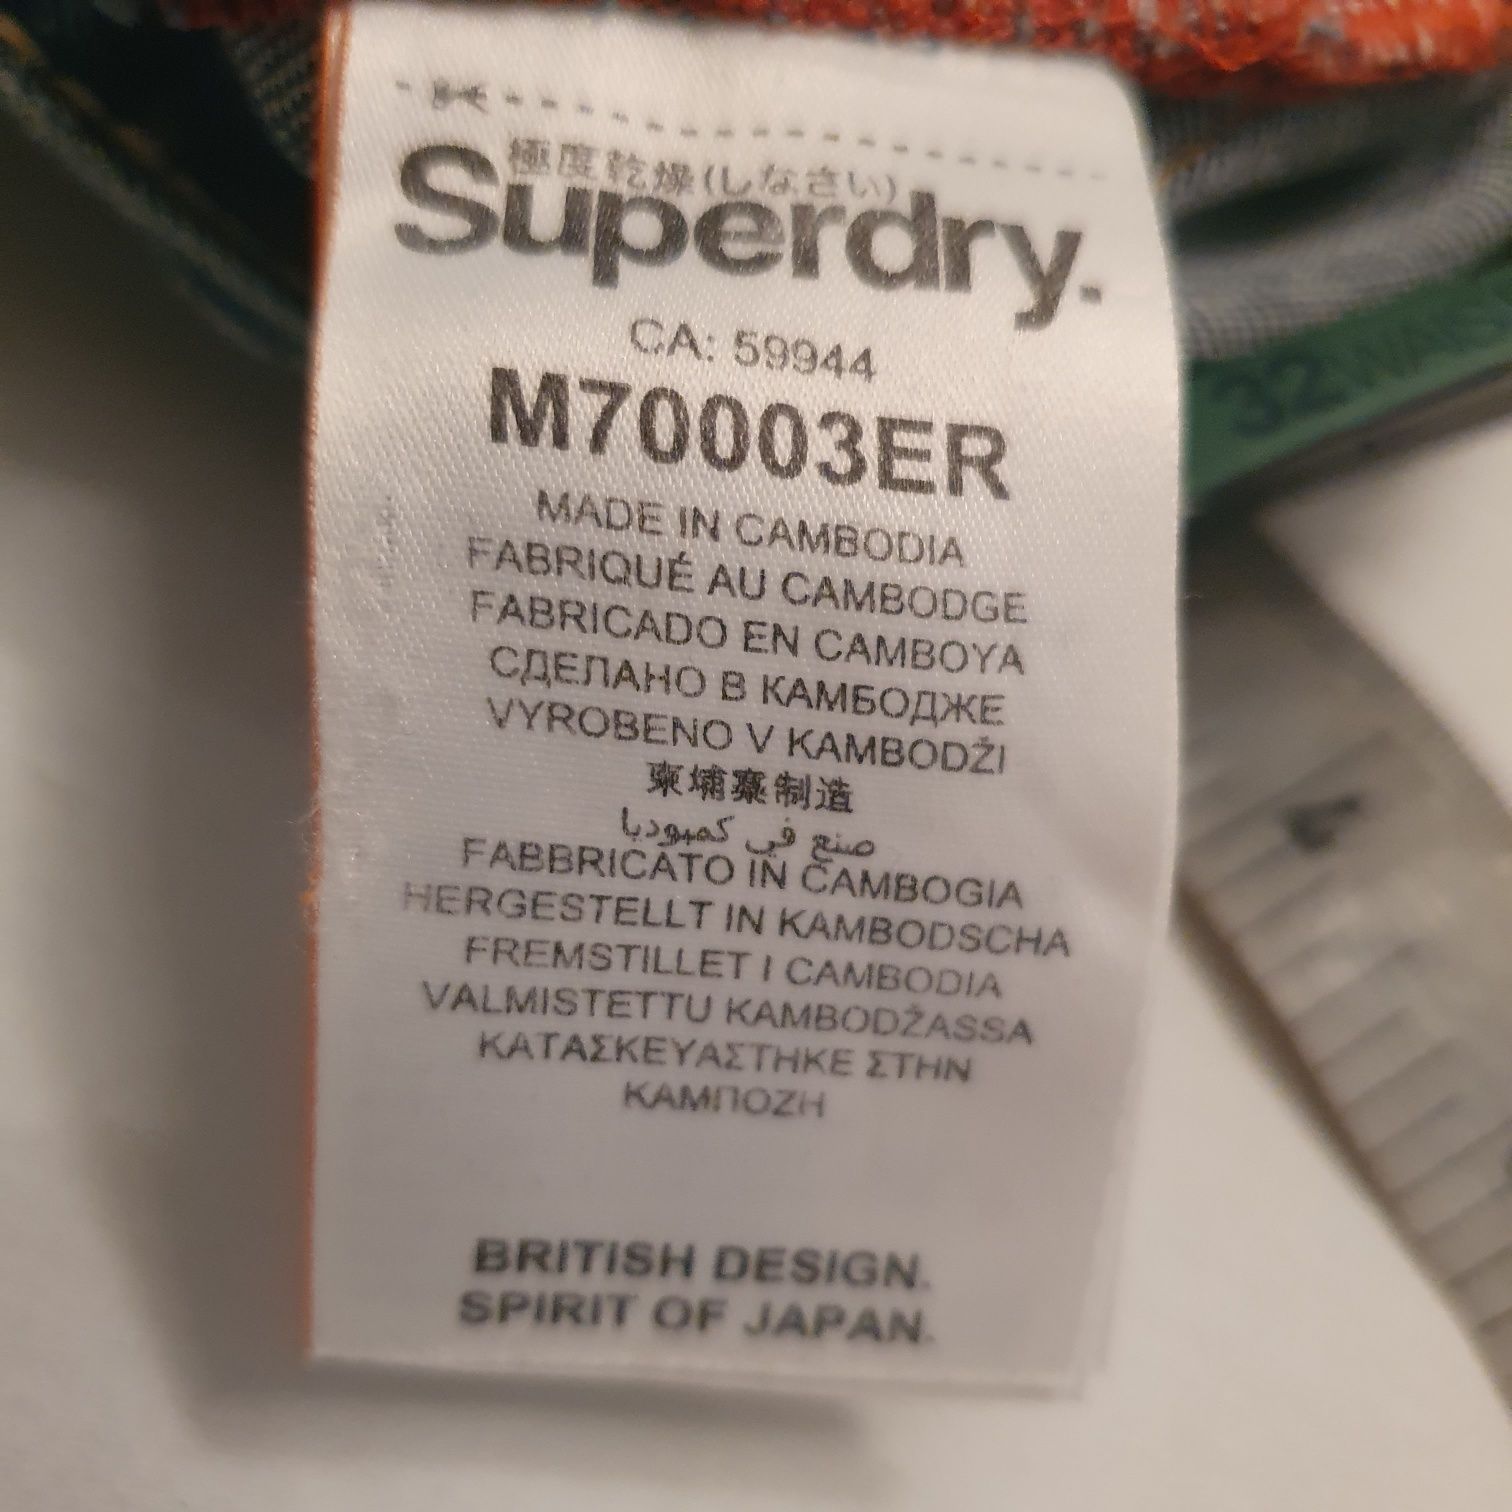 極度乾燥(しなさい)
Superdry.
CA: 59944
M70003ER
MADE IN CAMBODIA
FABRIQUÉ AU CAMBODGE
FABRICADO EN CAMBOYA
СДЕЛАНО В КАМБОДЖЕ
VYROBENO V KAMBODŽI
柬埔寨制造
صنع في كمبوديا
FABBRICATO IN CAMBOGIA
HERGESTELLT IN KAMBODSCHA
FREMSTILLET I CAMBODIA
VALMISTETTU KAMBODŽASSA
ΚΑΤΑΣΚΕΥΑΣΤΗΚΕ ΣΤΗΝ
ΚΑΜΠΟΖΗ
BRITISH DESIGN.
SPIRIT OF JAPAN.
32
4